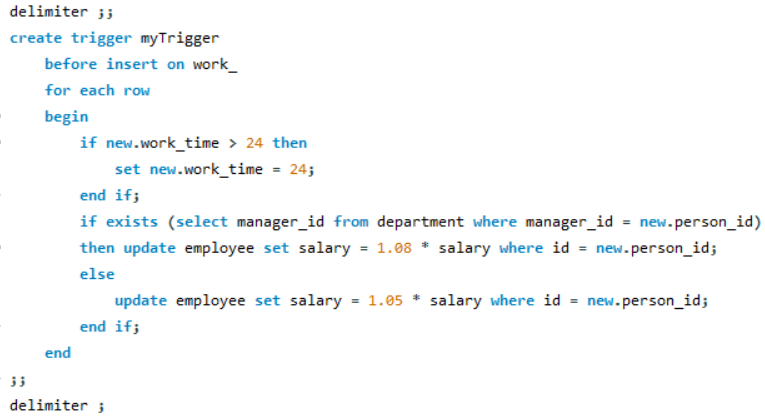 delimiter ;;
create trigger myTrigger
before insert on work_
for each row
begin
if new.work_time > 24 then
set new.work_time = 24;
end if;
if exists (select manager_id from department where manager_id = new.person_id)
then update employee set salary = 1.08 * salary where id = new.person_id;
else
update employee set salary = 1.05 * salary where id = new.person_id;
end if;
end
;;
delimiter ;